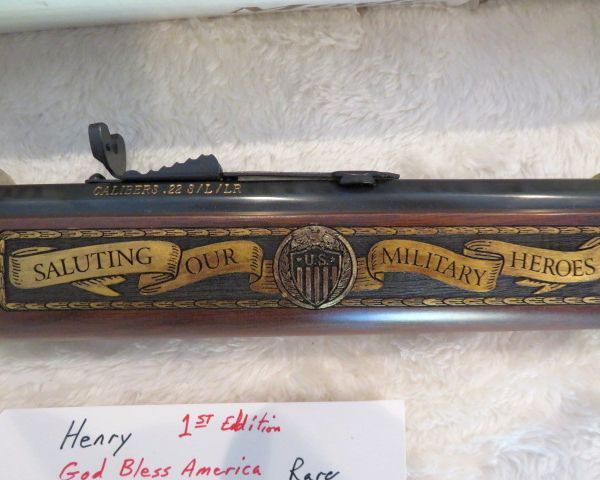 CALIBERS .22 S/L/LR
SALUTING OUR U.S. MILITARY HEROES
Henry 1ST Edition
God Bless America Rare